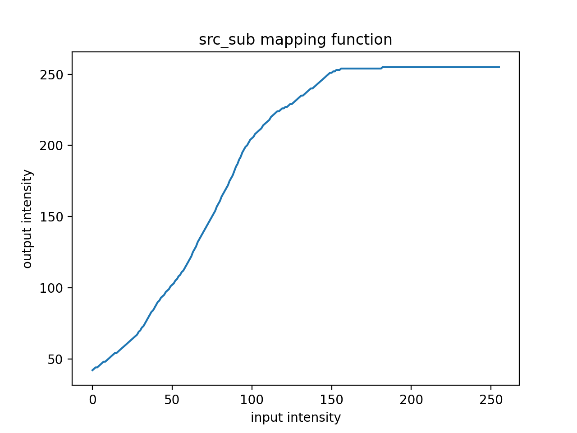 src_sub mapping function
250
200
150
100
50
output intensity
0 50 100 150 200 250
input intensity